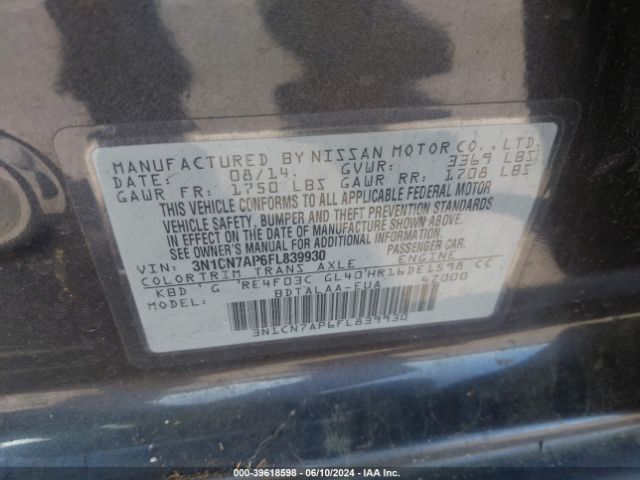 MANUFACTURED BY NISSAN MOTOR CO., LTD.
DATE: 08/14. GVWR: 3369 LBS
GAWR FR: 1750 LBS GAWR RR: 1708 LBS
THIS VEHICLE CONFORMS TO ALL APPLICABLE FEDERAL MOTOR
VEHICLE SAFETY, BUMPER AND THEFT PREVENTION STANDARDS
IN EFFECT ON THE DATE OF MANUFACTURE SHOWN ABOVE.
SEE OWNER'S MANUAL FOR ADDITIONAL INFORMATION.
VIN: 3N1CN7AP6FL839930 PASSENGER CAR.
COLOR TRIM TRANS AXLE ENGINE
KBD' G RE4F03C GL40 HR16DE1598 CC
MODEL: BDTALAA-EUA 6Z000
3N1CN7AP6FL839930
000-39618598 - 06/10/2024 - IAA Inc.